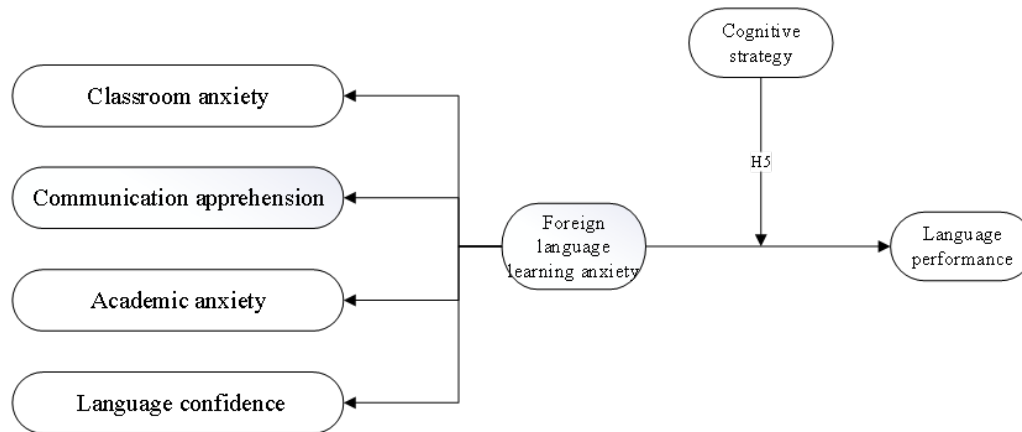 Cognitive
strategy
Classroom anxiety
H5
Communication apprehension
Foreign
language
learning anxiety
Language
performance
Academic anxiety
Language confidence